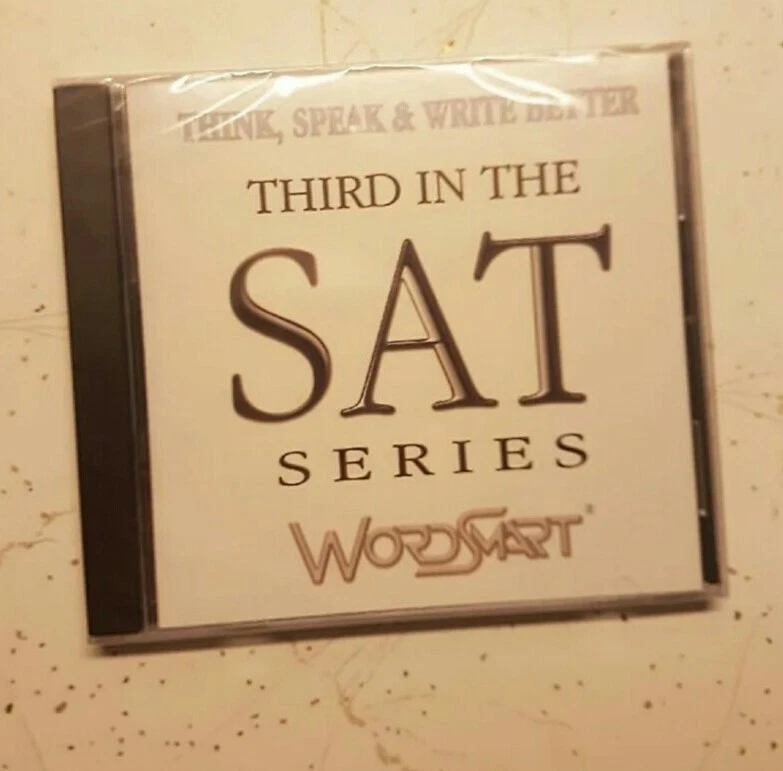 THINK, SPEAK & WRITE BETTER
THIRD IN THE
SAT
SERIES
WORDSMART®